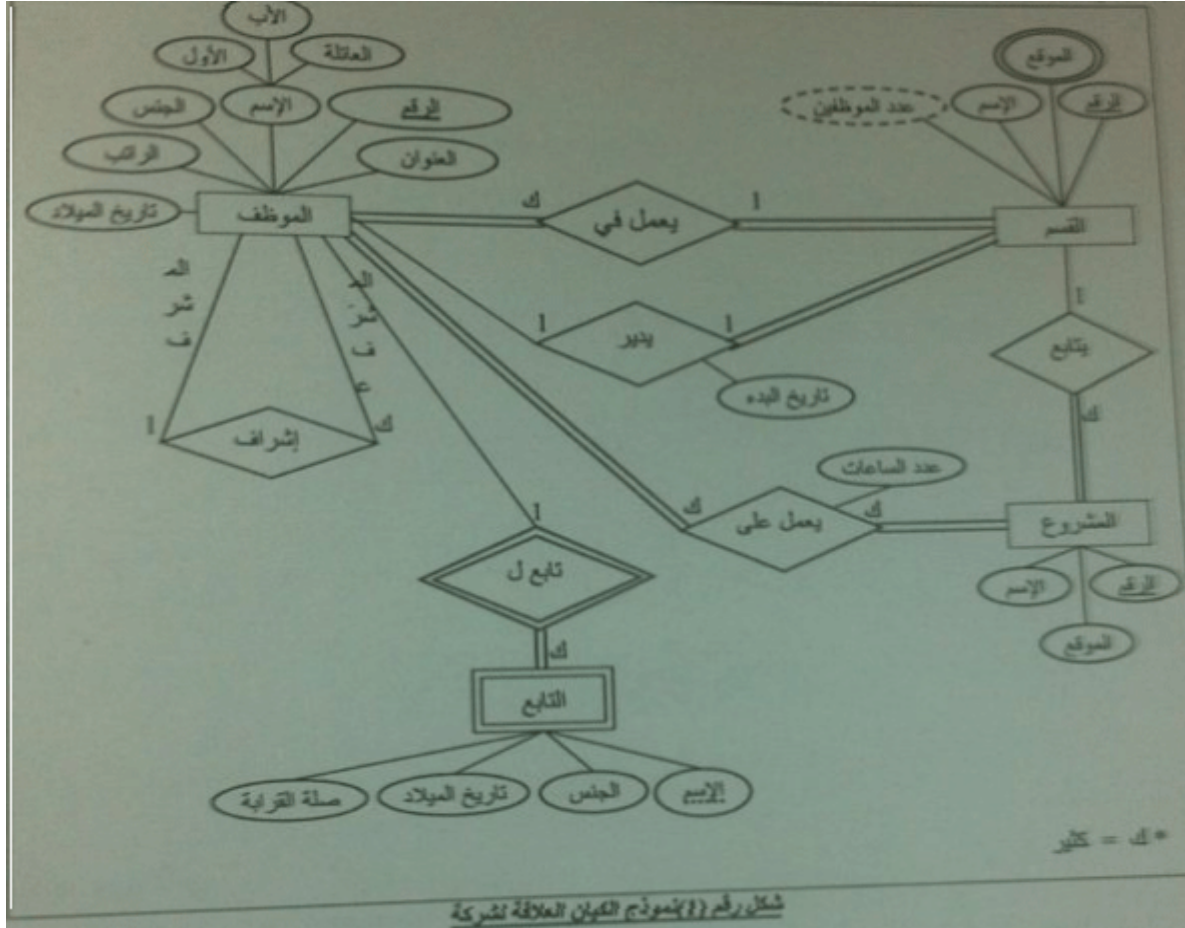 الأب
الموقع
العائلة
الأول
الرقم
الإسم
عدد الموظفين
الرقم
الإسم
الجنس
العنوان
الراتب
الموظف
تاريخ الميلاد
ك
يعمل في
1
القسم
المشرف
المشرف ع
1
يدير
1
1
يتابع
ك
تاريخ البدء
1
إشراف
ك
عدد الساعات
ك
يعمل على
ك
المشروع
1
تابع ل
ك
الرقم
الإسم
الموقع
التابع
الإسم
الجنس
تاريخ الميلاد
صلة القرابة
*ك = كثير
شكل رقم (1) نموذج الكيان العلاقة لشركة